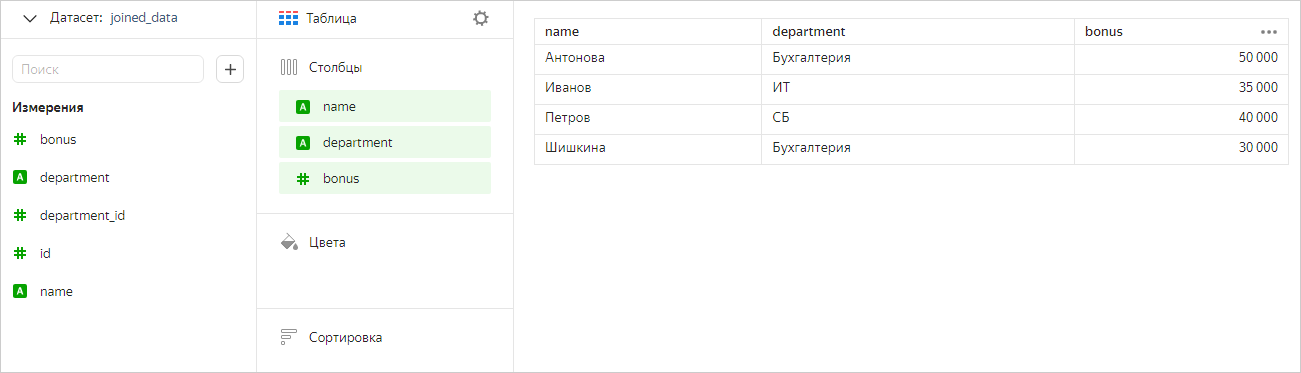 Датасет: joined_data
Поиск
Измерения
bonus
department
department_id
id
name
Таблица
Столбцы
name
department
bonus
Цвета
Сортировка
name department bonus
Антонова Бухгалтерия 50 000
Иванов ИТ 35 000
Петров СБ 40 000
Шишкина Бухгалтерия 30 000